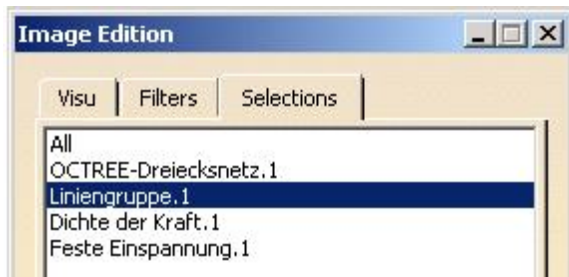 Image Edition
Visu Filters Selections
All
OCTREE-Dreiecksnetz.1
Liniengruppe.1
Dichte der Kraft.1
Feste Einspannung.1